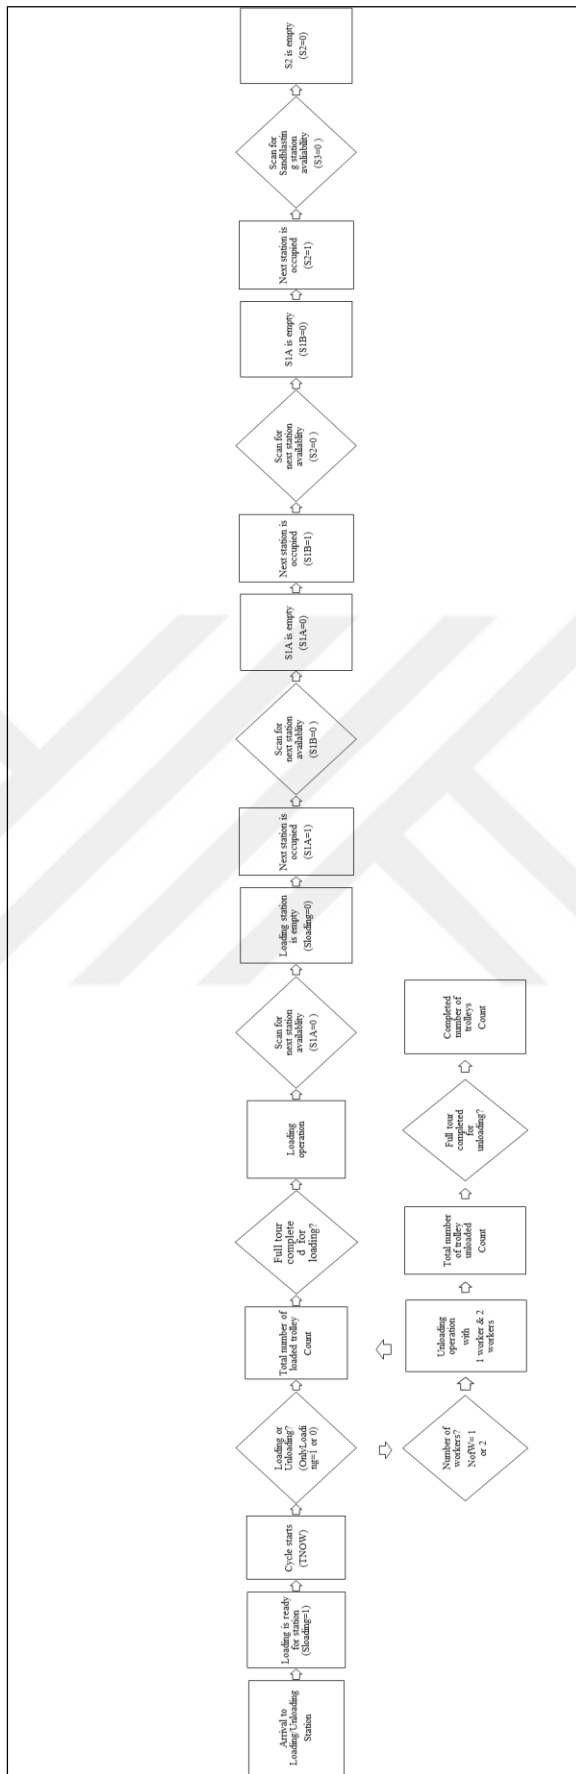 Arrival to
Loading/Unloading
Station
Loading is ready
for station
(Sloading=1)
Cycle starts
(TNOW)
Loading or
Unloading?
(OnlyLoadi
ng=1 or 0)
Total number of
loaded trolley
Count
Full tour
complete
d for
loading?
Loading
operation
Scan for
next station
availablity
(S1A=0 )
Loading station
is empty
(Sloading=0)
Next station is
occupied
(S1A=1)
Scan for
next station
availablity
(S1B=0 )
S1A is empty
(S1A=0)
Next station is
occupied
(S1B=1)
Scan for
next station
availablity
(S2=0 )
S1A is empty
(S1B=0)
Next station is
occupied
(S2=1)
Scan for
Sandblastin
g station
avaliability
(S3=0 )
S2 is empty
(S2=0)
Number of
workers?
NofW= 1
or 2
Unloading
operation
with
1 worker & 2
workers
Total number
of trolley
unloaded
Count
Full tour
completed
for
unloading?
Completed
number of
trolleys
Count